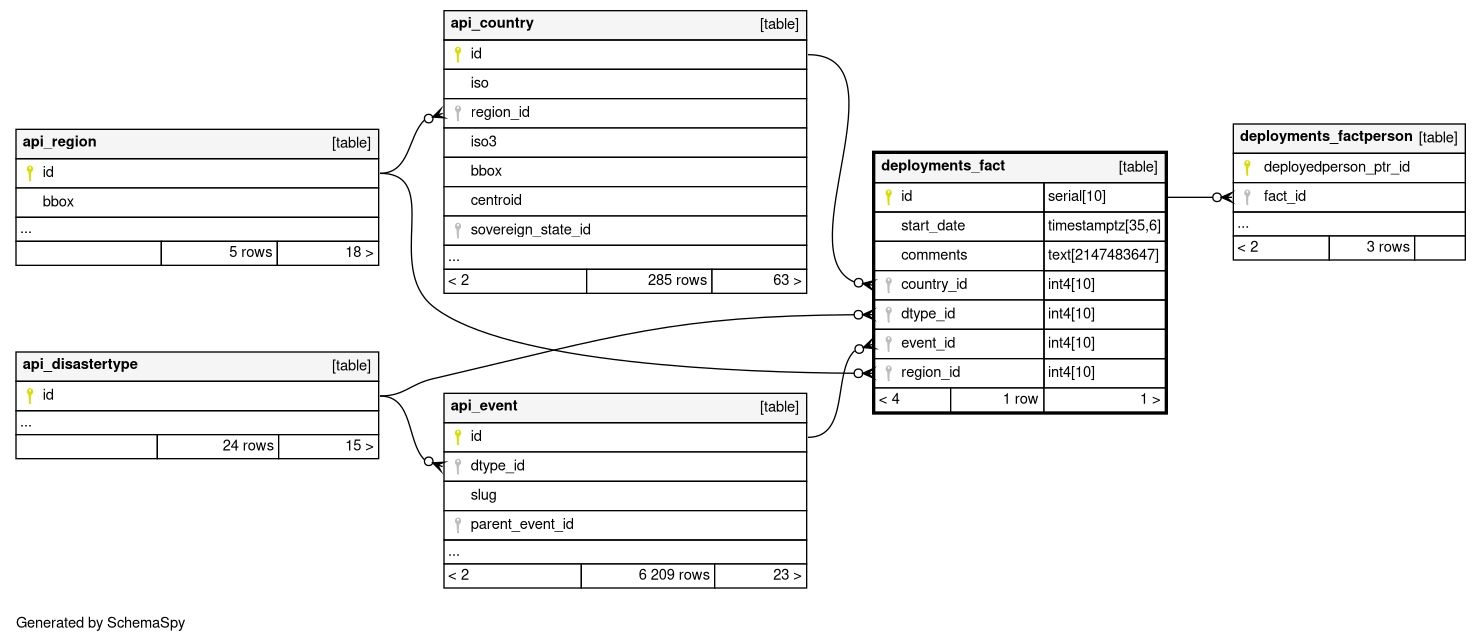 api_region [table]
id
bbox
...
5 rows 18 >
api_disastertype [table]
id
...
24 rows 15 >
api_country [table]
id
iso
region_id
iso3
bbox
centroid
sovereign_state_id
...
< 2 285 rows 63 >
api_event [table]
id
dtype_id
slug
parent_event_id
...
< 2 6 209 rows 23 >
deployments_fact [table]
id serial[10]
start_date timestamptz[35,6]
comments text[2147483647]
country_id int4[10]
dtype_id int4[10]
event_id int4[10]
region_id int4[10]
< 4 1 row 1 >
deployments_factperson [table]
deployedperson_ptr_id
fact_id
...
< 2 3 rows
Generated by SchemaSpy